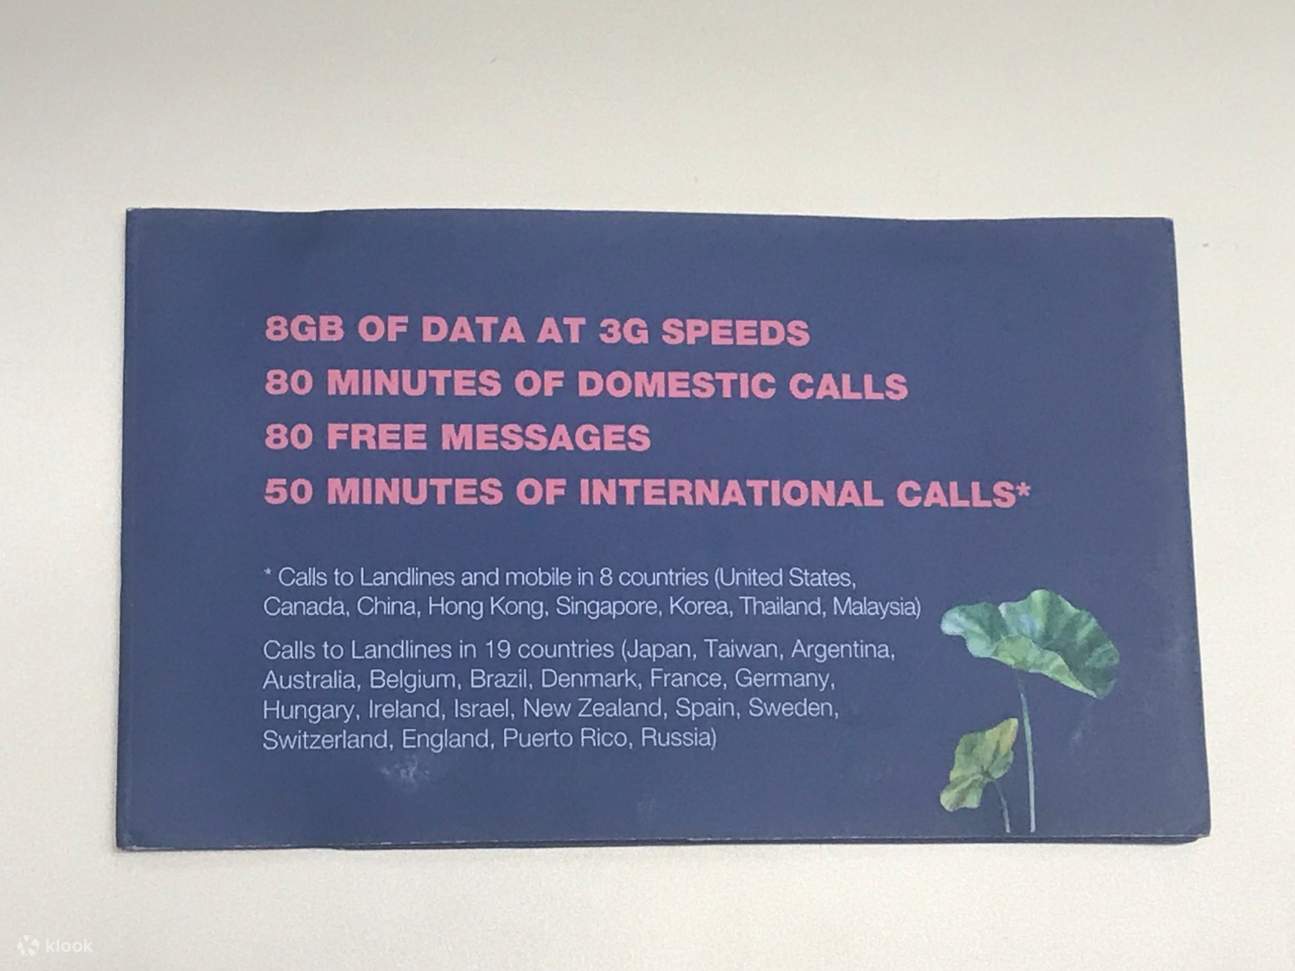 8GB OF DATA AT 3G SPEEDS
80 MINUTES OF DOMESTIC CALLS
80 FREE MESSAGES
50 MINUTES OF INTERNATIONAL CALLS*
* Calls to Landlines and mobile in 8 countries (United States,
Canada, China, Hong Kong, Singapore, Korea, Thailand, Malaysia)
Calls to Landlines in 19 countries (Japan, Taiwan, Argentina,
Australia, Belgium, Brazil, Denmark, France, Germany,
Hungary, Ireland, Israel, New Zealand, Spain, Sweden,
Switzerland, England, Puerto Rico, Russia)
klook